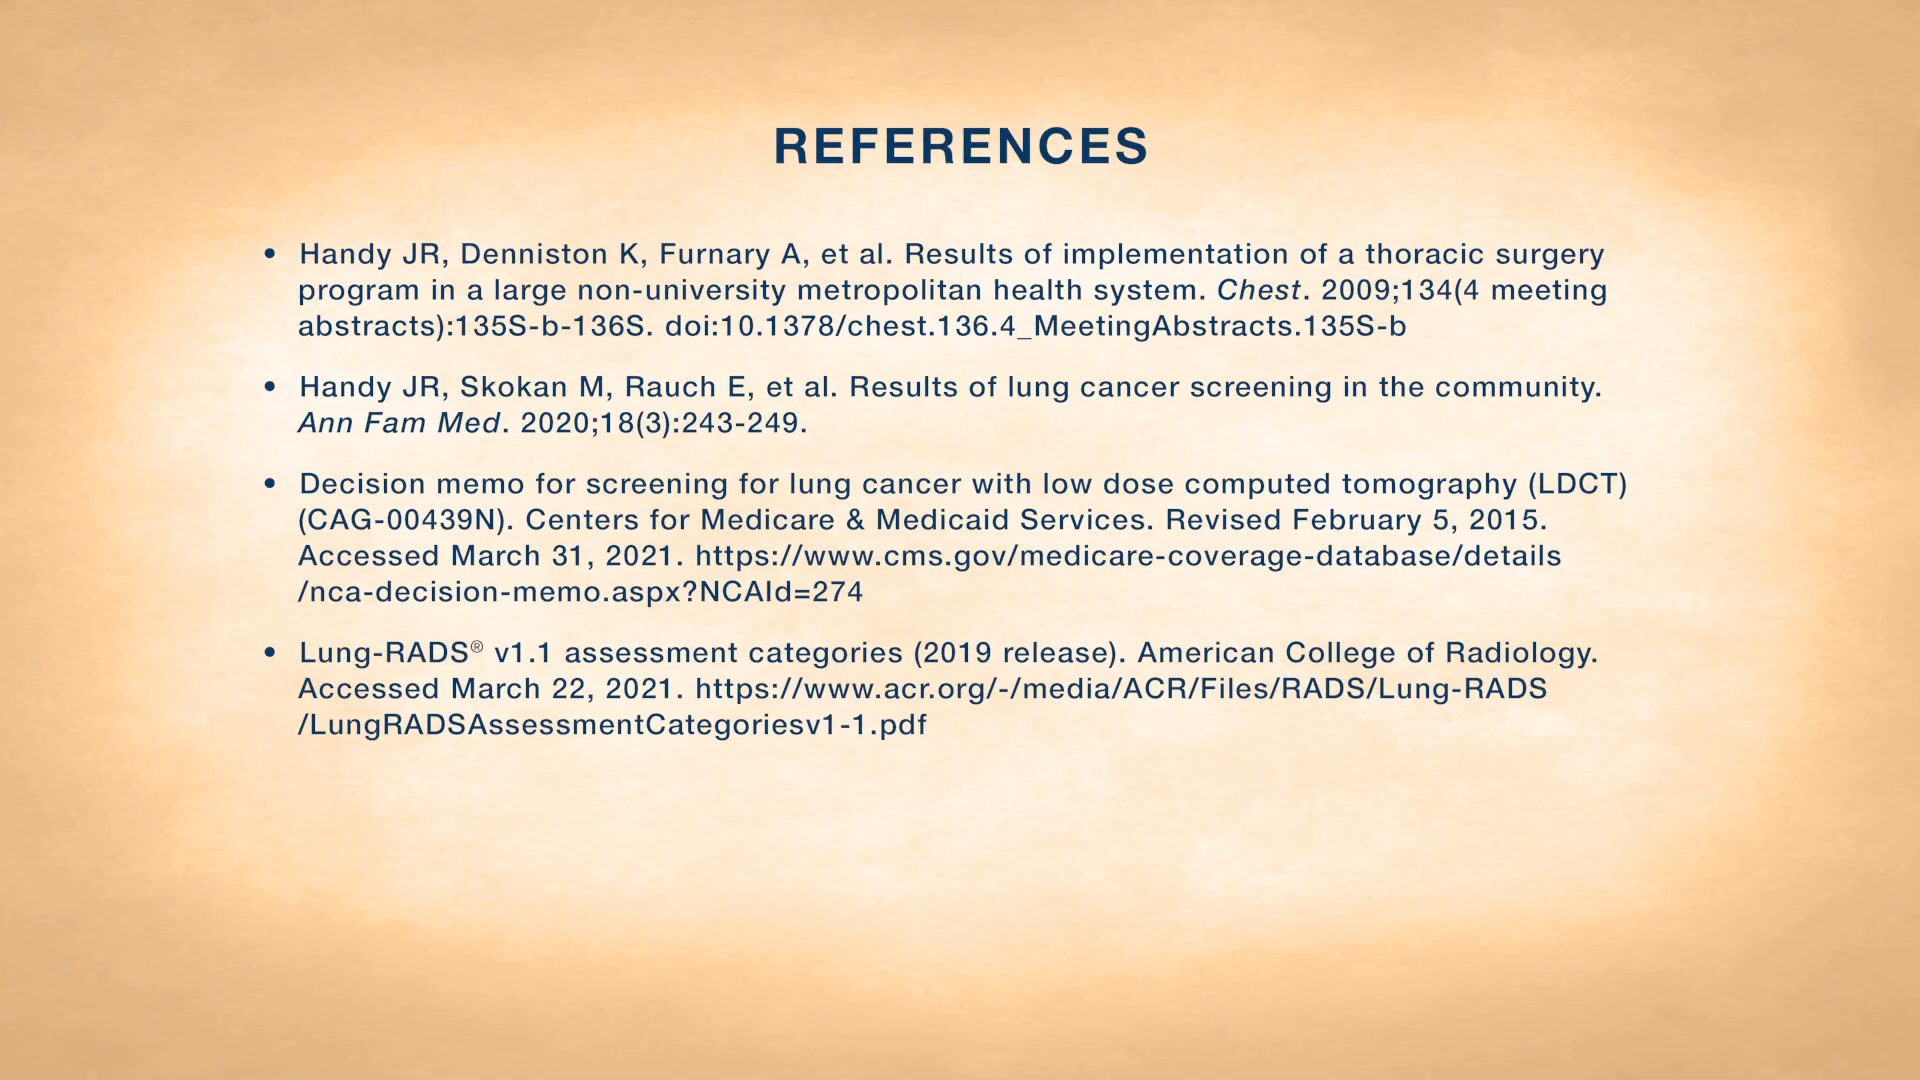 REFERENCES
• Handy JR, Denniston K, Furnary A, et al. Results of implementation of a thoracic surgery
program in a large non-university metropolitan health system. Chest. 2009;134(4 meeting
abstracts):135S-b-136S. doi:10.1378/chest.136.4_MeetingAbstracts.135S-b
• Handy JR, Skokan M, Rauch E, et al. Results of lung cancer screening in the community.
Ann Fam Med. 2020;18(3):243-249.
• Decision memo for screening for lung cancer with low dose computed tomography (LDCT)
(CAG-00439N). Centers for Medicare & Medicaid Services. Revised February 5, 2015.
Accessed March 31, 2021. https://www.cms.gov/medicare-coverage-database/details
/nca-decision-memo.aspx?NCAId=274
• Lung-RADS® v1.1 assessment categories (2019 release). American College of Radiology.
Accessed March 22, 2021. https://www.acr.org/-/media/ACR/Files/RADS/Lung-RADS
/LungRADSAssessmentCategoriesv1-1.pdf